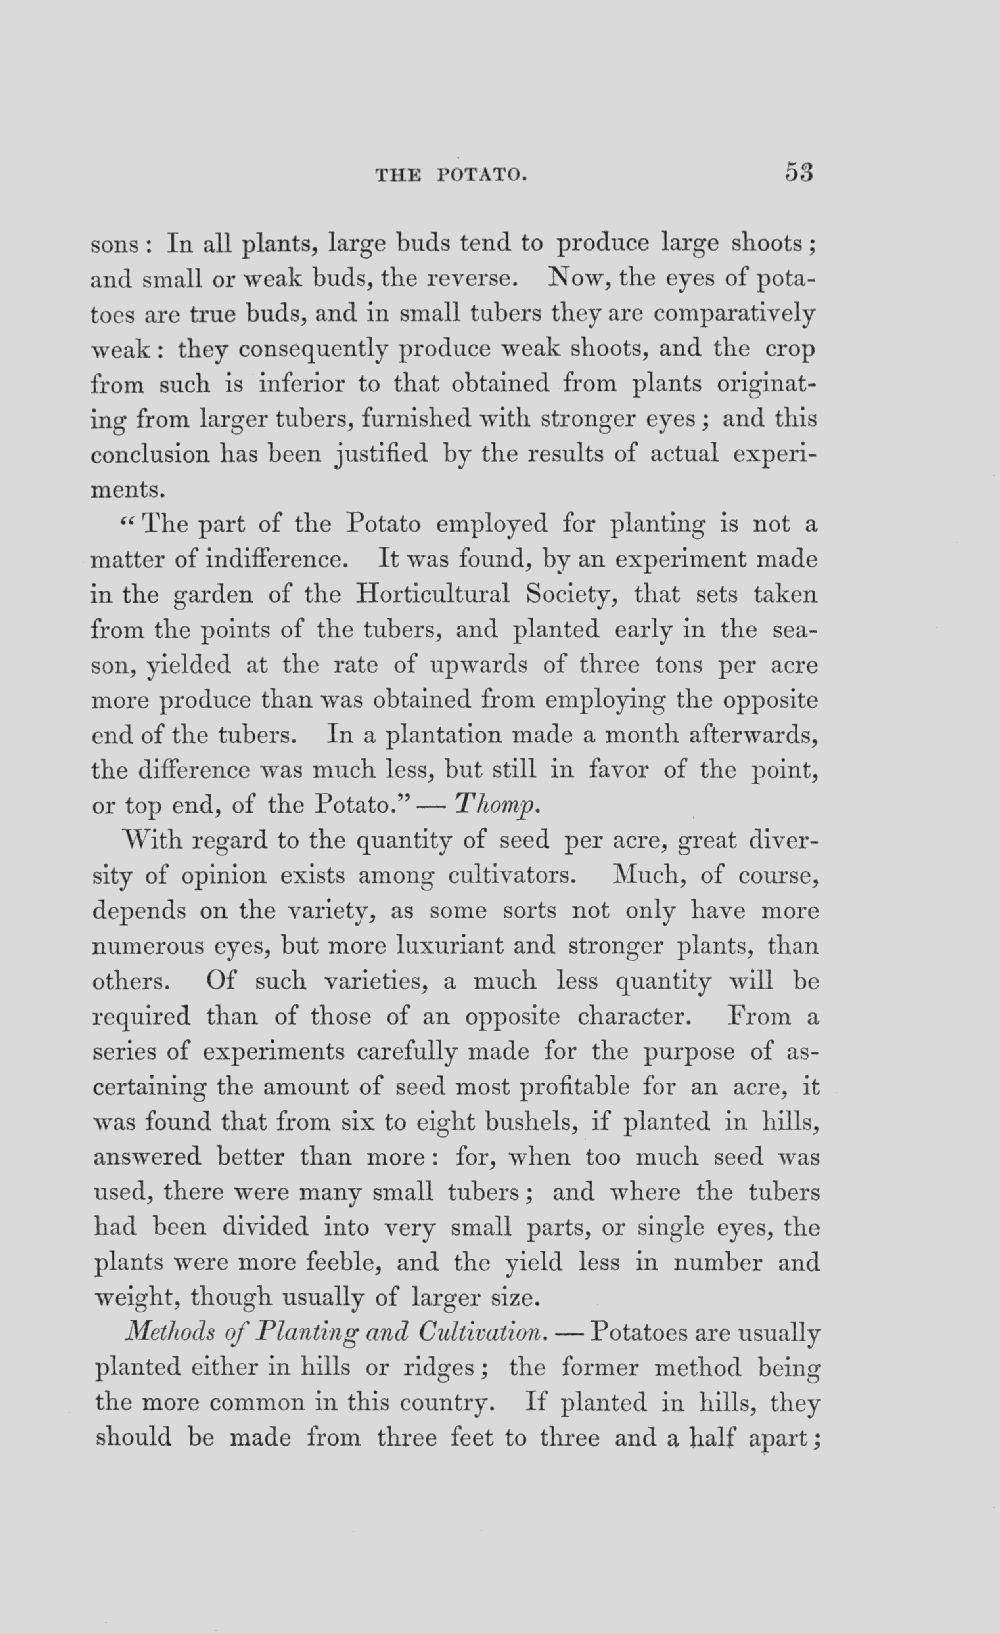 THE POTATO. 53
sons : In all plants, large buds tend to produce large shoots ;
and small or weak buds, the reverse. Now, the eyes of pota-
toes are true buds, and in small tubers they are comparatively
weak : they consequently produce weak shoots, and the crop
from such is inferior to that obtained from plants originat-
ing from larger tubers, furnished with stronger eyes ; and this
conclusion has been justified by the results of actual experi-
ments.
“ The part of the Potato employed for planting is not a
matter of indifference. It was found, by an experiment made
in the garden of the Horticultural Society, that sets taken
from the points of the tubers, and planted early in the sea-
son, yielded at the rate of upwards of three tons per acre
more produce than was obtained from employing the opposite
end of the tubers. In a plantation made a month afterwards,
the difference was much less, but still in favor of the point,
or top end, of the Potato.” — Thomp.
With regard to the quantity of seed per acre, great diver-
sity of opinion exists among cultivators. Much, of course,
depends on the variety, as some sorts not only have more
numerous eyes, but more luxuriant and stronger plants, than
others. Of such varieties, a much less quantity will be
required than of those of an opposite character. From a
series of experiments carefully made for the purpose of as-
certaining the amount of seed most profitable for an acre, it
was found that from six to eight bushels, if planted in hills,
answered better than more : for, when too much seed was
used, there were many small tubers ; and where the tubers
had been divided into very small parts, or single eyes, the
plants were more feeble, and the yield less in number and
weight, though usually of larger size.
Methods of Planting and Cultivation. — Potatoes are usually
planted either in hills or ridges ; the former method being
the more common in this country. If planted in hills, they
should be made from three feet to three and a half apart ;